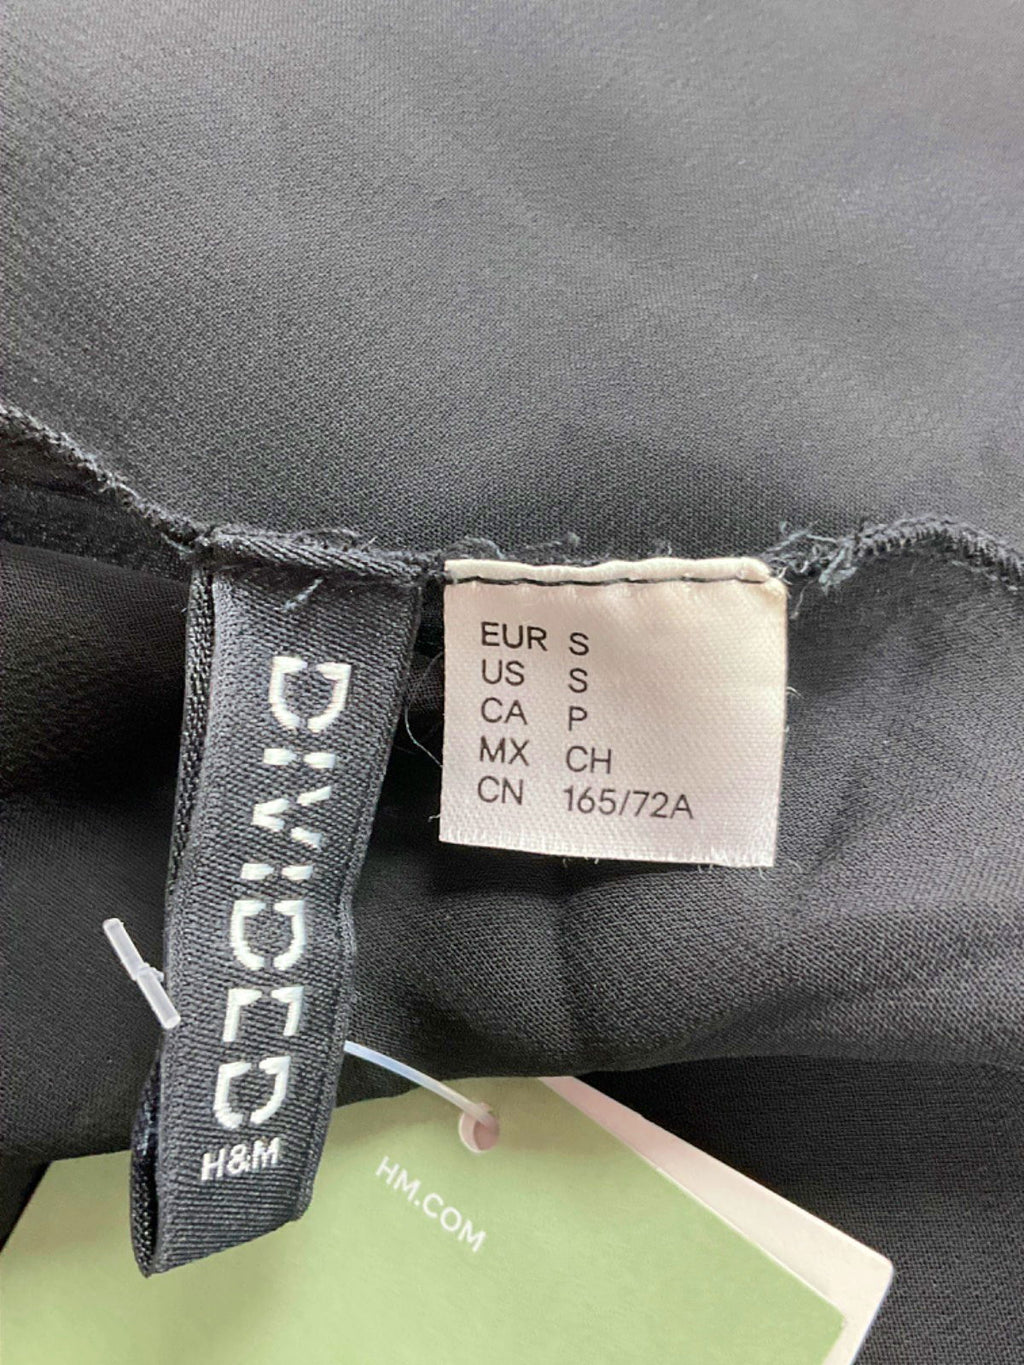 DIVIDED
H&M
EUR S
US S
CA P
MX CH
CN 165/72A
HM.COM